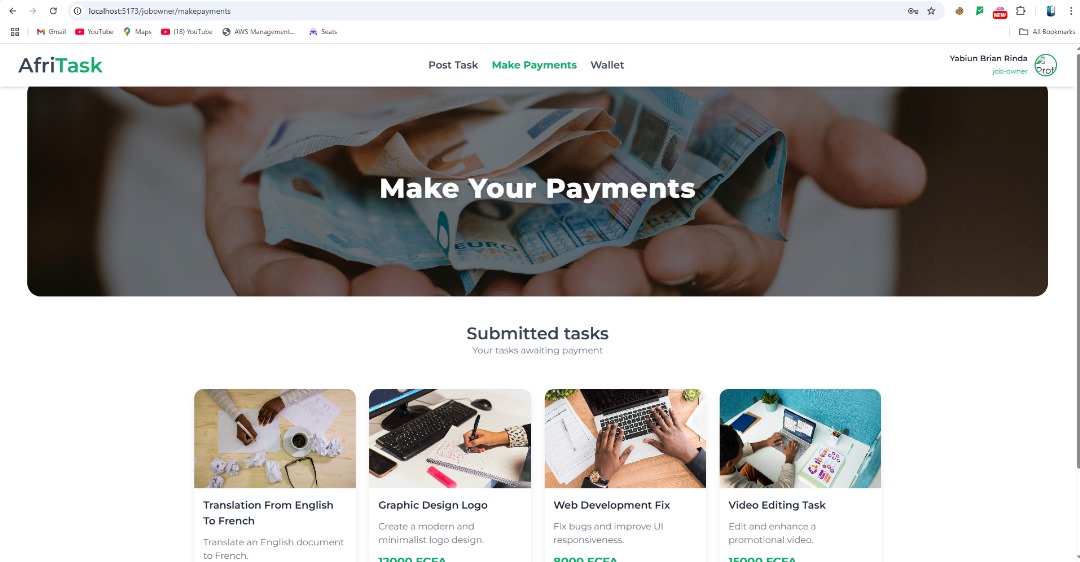 localhost:5173/jobowner/makepayments
NEW
Gmail
YouTube
Maps
(18) YouTube
AWS Management...
Seats
All Bookmarks
AfriTask
Post Task
Make Payments
Wallet
Yabiun Brian Rinda
job-owner
Prof
Make Your Payments
EURO
Submitted tasks
Your tasks awaiting payment
Translation From English
To French
Translate an English document
to French.
Graphic Design Logo
Create a modern and
minimalist logo design.
12000 FCFA
Web Development Fix
Fix bugs and improve UI
responsiveness.
8000 FCFA
Video Editing Task
Edit and enhance a
promotional video.
15000 FCFA